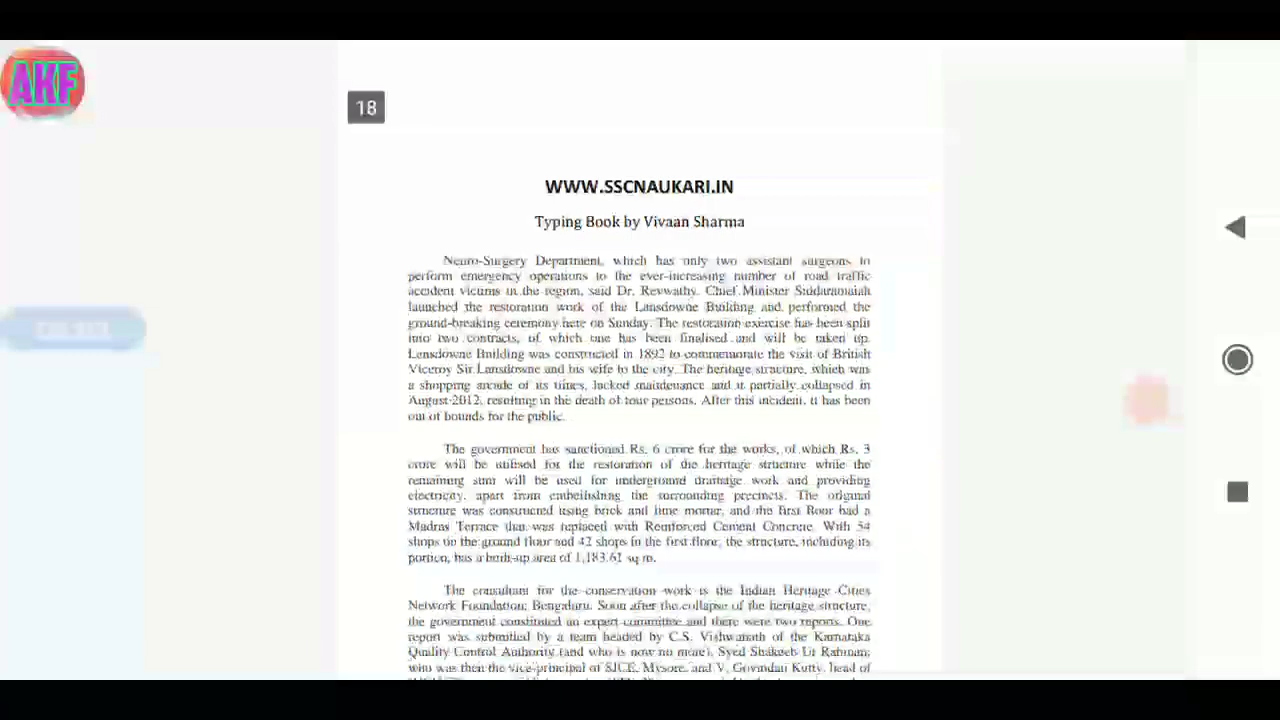 AKF
18
WWW.SSCNAUKARI.IN
Typing Book by Vivaan Sharma
Neuro-Surgery Department, which has only two assistant surgeons to
perform emergency operations to the ever-increasing number of road traffic
accident victims in the region, said Dr. Revwathy. Chief Minister Siddaramaiah
launched the restoration work of the Lansdowne Building and performed the
ground-breaking ceremony here on Sunday. The restoration exercise has been split
into two contracts, of which one has been finalised and will be taken up.
Lensdowne Building was constructed in 1892 to commemorate the visit of British
Viceroy Sir Lansdowne and his wife to the city. The heritage structure, which was
a shopping arcade of its times, lacked maintenance and it partially collapsed in
August-2012, resulting in the death of four persons. After this incident, it has been
out of bounds for the public.
The government has sanctioned Rs. 6 crore for the works, of which Rs. 3
crore will be utilised for the restoration of the heritage structure while the
remaining sum will be used for underground drainage work and providing
electricity, apart from embellishing the surrounding precincts. The original
structure was constructed using brick and lime mortar, and the first floor had a
Madras Terrace that was replaced with Reinforced Cement Concrete. With 54
shops on the ground floor and 42 shops in the first floor, the structure, including its
portion, has a built-up area of 1,183.61 sq m.
The consultant for the conservation work is the Indian Heritage Cities
Network Foundation, Bengaluru. Soon after the collapse of the heritage structure,
the government constituted an expert committee and there were two reports. One
report was submitted by a team headed by C.S. Vishwanath of the Karnataka
Quality Control Authority (and who is now no more), Syed Shakeeb Ur Rahman,
who was then the vice-principal of SJCE, Mysore, and V. Govindan Kutty, head of